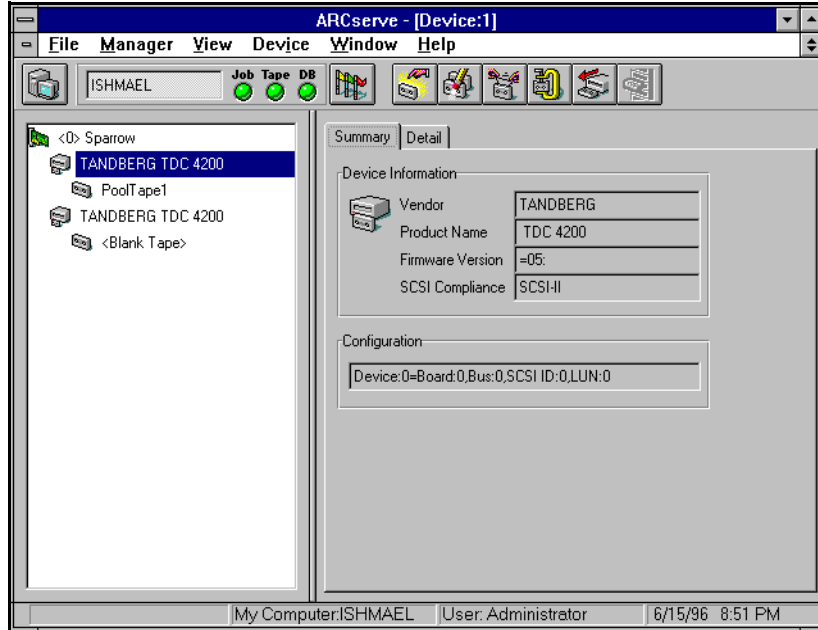 ARCserve - [Device:1]
File Manager View Device Window Help
ISHMAEL
Job Tape DB
<0> Sparrow
TANDBERG TDC 4200
PoolTape1
TANDBERG TDC 4200
<Blank Tape>
Summary Detail
Device Information
Vendor TANDBERG
Product Name TDC 4200
Firmware Version =05:
SCSI Compliance SCSI-II
Configuration
Device:0=Board:0,Bus:0,SCSI ID:0,LUN:0
My Computer:ISHMAEL User: Administrator 6/15/96 8:51 PM